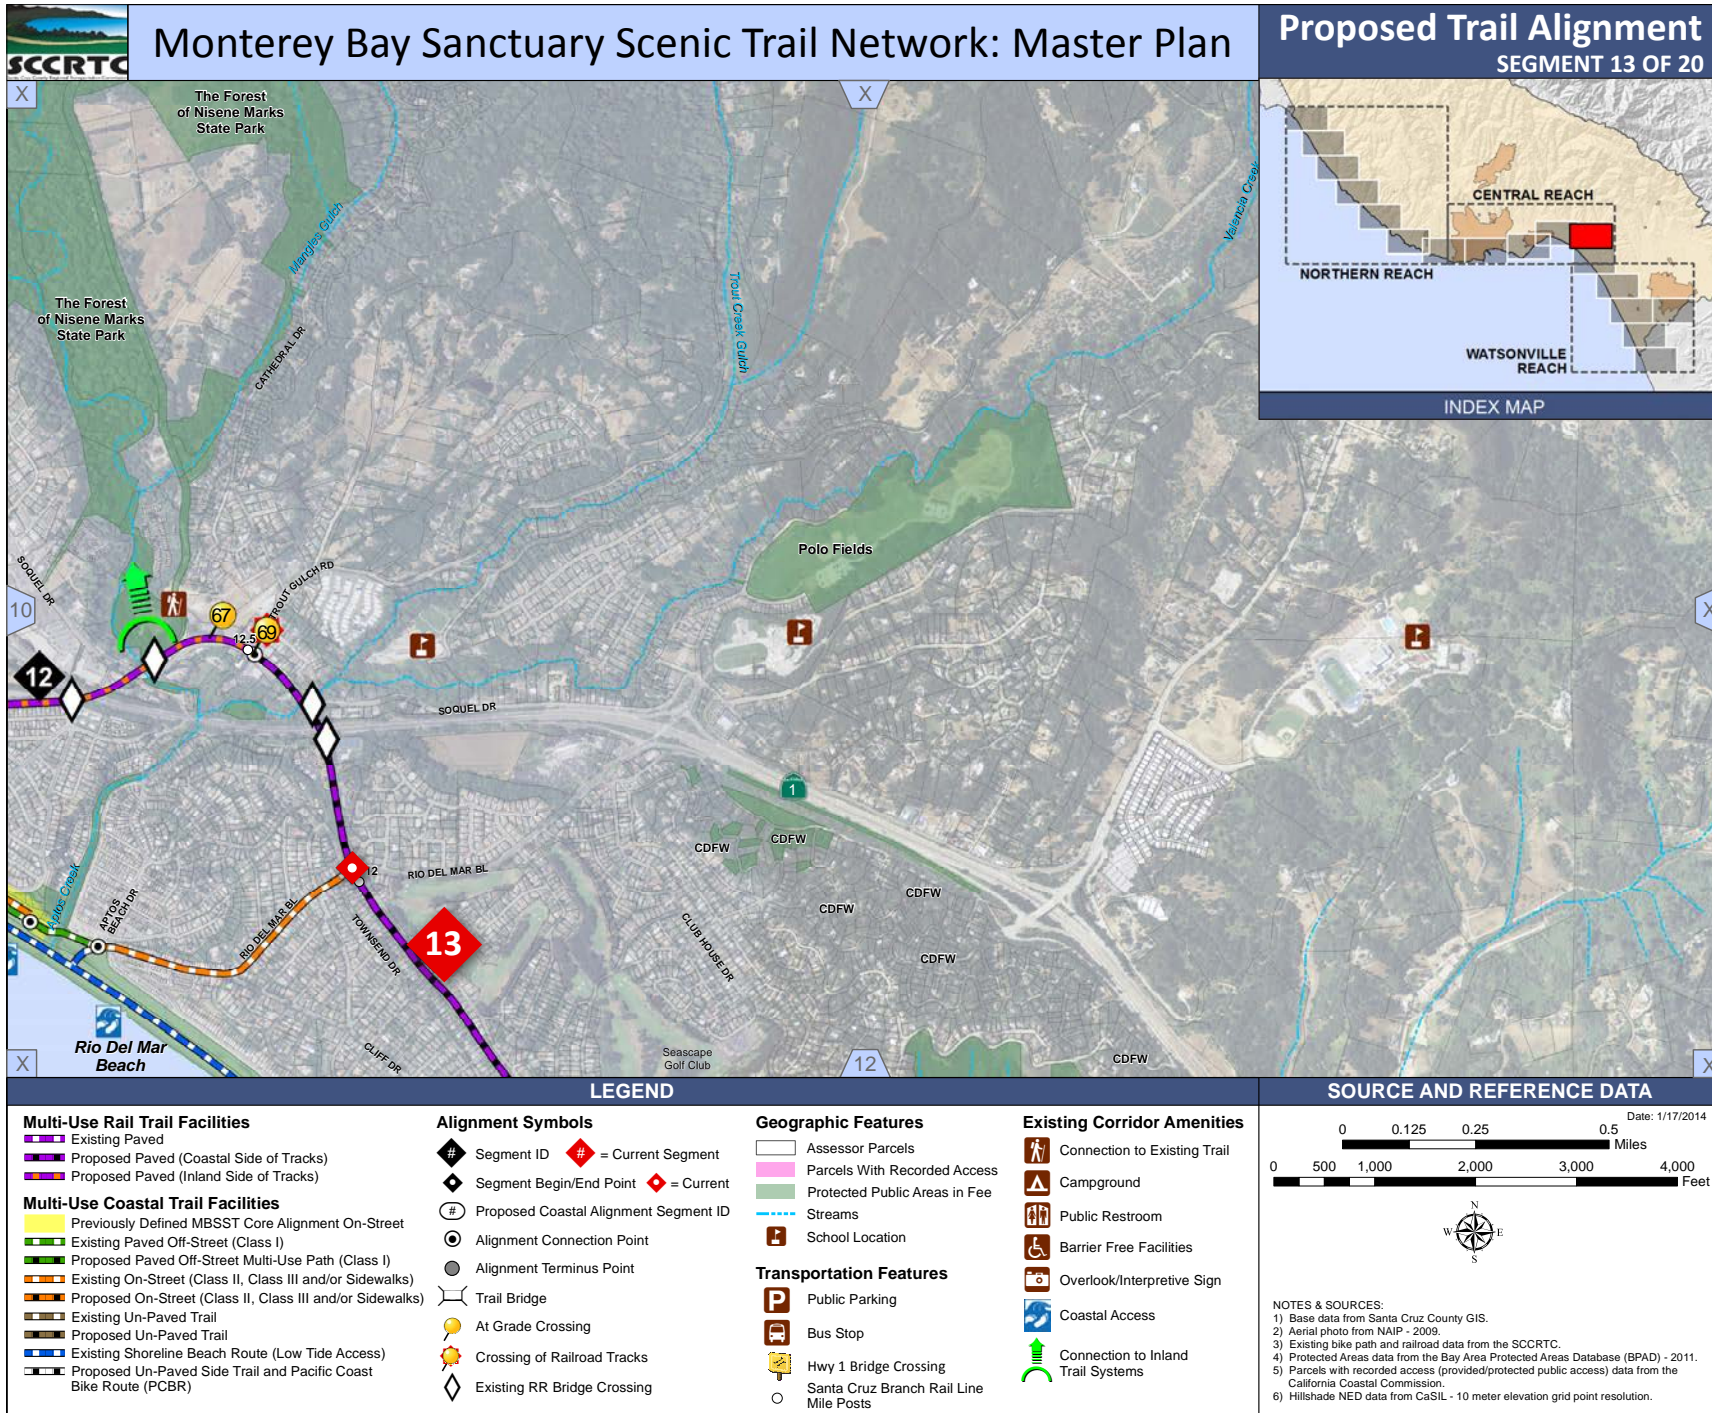 SCCRTC
Monterey Bay Sanctuary Scenic Trail Network: Master Plan
Proposed Trail Alignment
SEGMENT 13 OF 20
X
X
The Forest
of Nisene Marks
State Park
Mangles Gulch
Trout Creek Gulch
Valencia Creek
The Forest
of Nisene Marks
State Park
CATHEDRAL DR
CENTRAL REACH
NORTHERN REACH
WATSONVILLE
REACH
INDEX MAP
Polo Fields
SOQUEL DR
TROUT GULCH RD
10
X
67
69
12.5
12
SOQUEL DR
1
CDFW
CDFW
CDFW
CDFW
CDFW
CDFW
12
RIO DEL MAR BL
RIO DEL MAR BL
Aptos Creek
APTOS
BEACH DR
TOWNSEND DR
13
CLUB HOUSE DR
CLIFF DR
Rio Del Mar
Beach
Seascape
Golf Club
X
12
X
LEGEND
Multi-Use Rail Trail Facilities
Existing Paved
Proposed Paved (Coastal Side of Tracks)
Proposed Paved (Inland Side of Tracks)
Multi-Use Coastal Trail Facilities
Previously Defined MBSST Core Alignment On-Street
Existing Paved Off-Street (Class I)
Proposed Paved Off-Street Multi-Use Path (Class I)
Existing On-Street (Class II, Class III and/or Sidewalks)
Proposed On-Street (Class II, Class III and/or Sidewalks)
Existing Un-Paved Trail
Proposed Un-Paved Trail
Existing Shoreline Beach Route (Low Tide Access)
Proposed Un-Paved Side Trail and Pacific Coast
Bike Route (PCBR)
Alignment Symbols
# Segment ID # = Current Segment
Segment Begin/End Point = Current
# Proposed Coastal Alignment Segment ID
Alignment Connection Point
Alignment Terminus Point
Trail Bridge
At Grade Crossing
Crossing of Railroad Tracks
Existing RR Bridge Crossing
Geographic Features
Assessor Parcels
Parcels With Recorded Access
Protected Public Areas in Fee
Streams
School Location
Transportation Features
P Public Parking
Bus Stop
Hwy 1 Bridge Crossing
Santa Cruz Branch Rail Line
Mile Posts
Existing Corridor Amenities
Connection to Existing Trail
Campground
Public Restroom
Barrier Free Facilities
Overlook/Interpretive Sign
Coastal Access
Connection to Inland
Trail Systems
SOURCE AND REFERENCE DATA
Date: 1/17/2014
0 0.125 0.25 0.5
Miles
0 500 1,000 2,000 3,000 4,000
Feet
N
W E
S
NOTES & SOURCES:
1) Base data from Santa Cruz County GIS.
2) Aerial photo from NAIP - 2009.
3) Existing bike path and railroad data from the SCCRTC.
4) Protected Areas data from the Bay Area Protected Areas Database (BPAD) - 2011.
5) Parcels with recorded access (provided/protected public access) data from the
California Coastal Commission.
6) Hillshade NED data from CaSIL - 10 meter elevation grid point resolution.